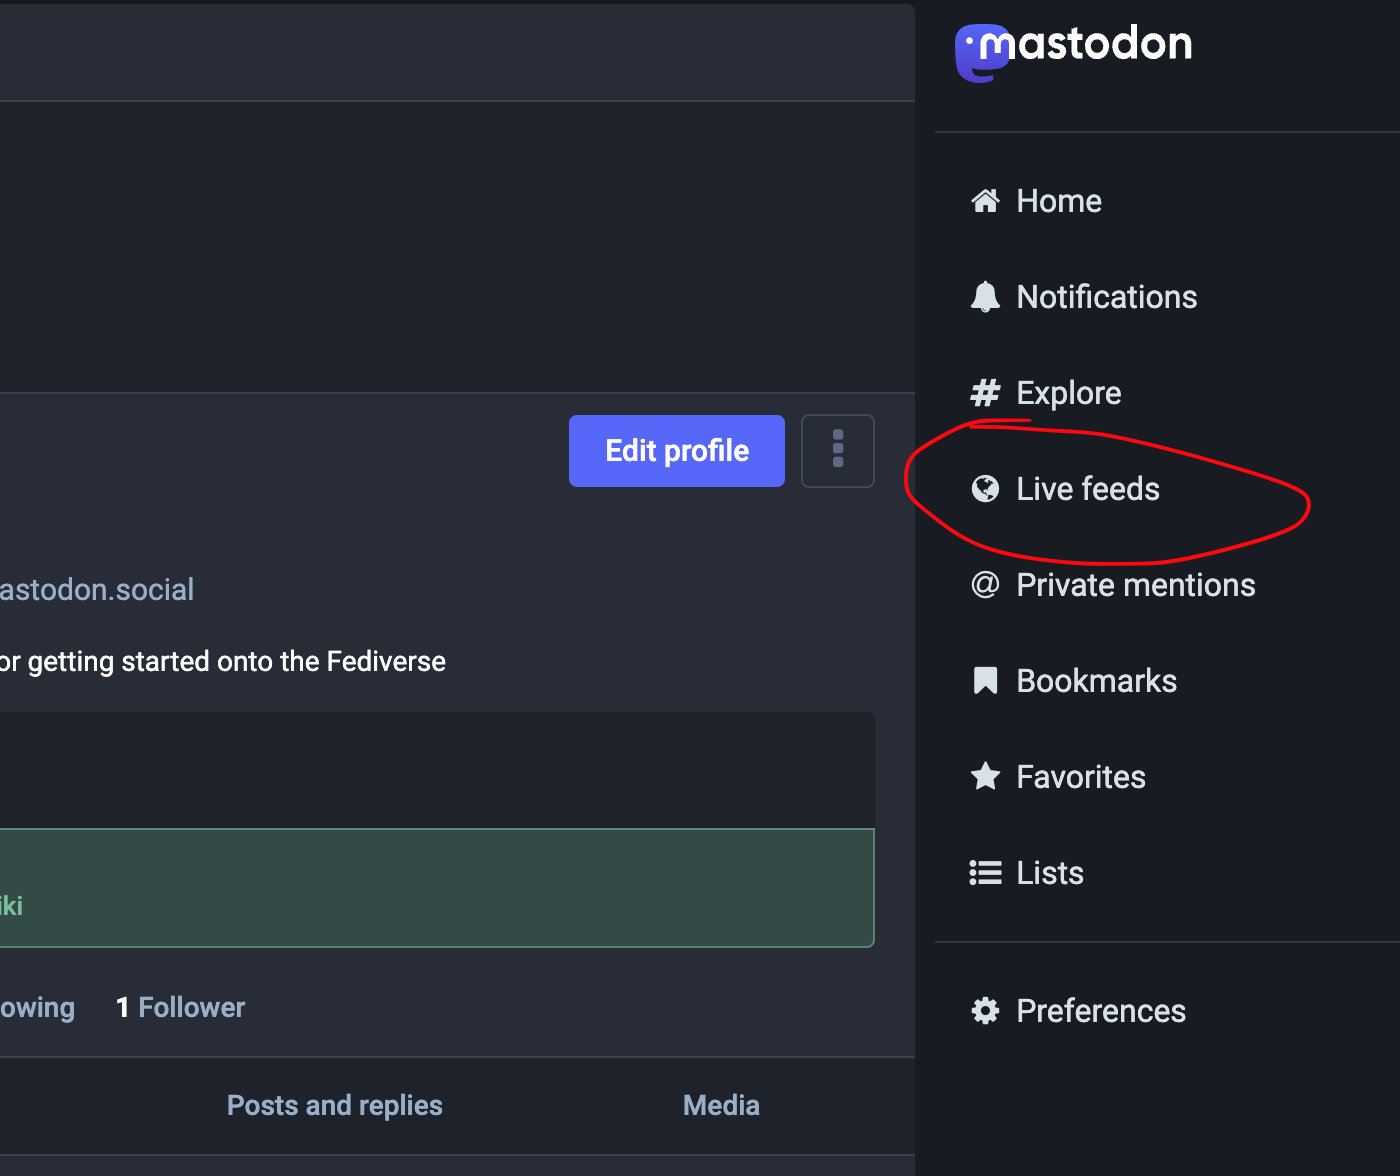 mastodon
Home
Notifications
# Explore
Live feeds
@ Private mentions
Bookmarks
Favorites
Lists
Preferences
Edit profile
astodon.social
or getting started onto the Fediverse
iki
owing 1 Follower
Posts and replies Media